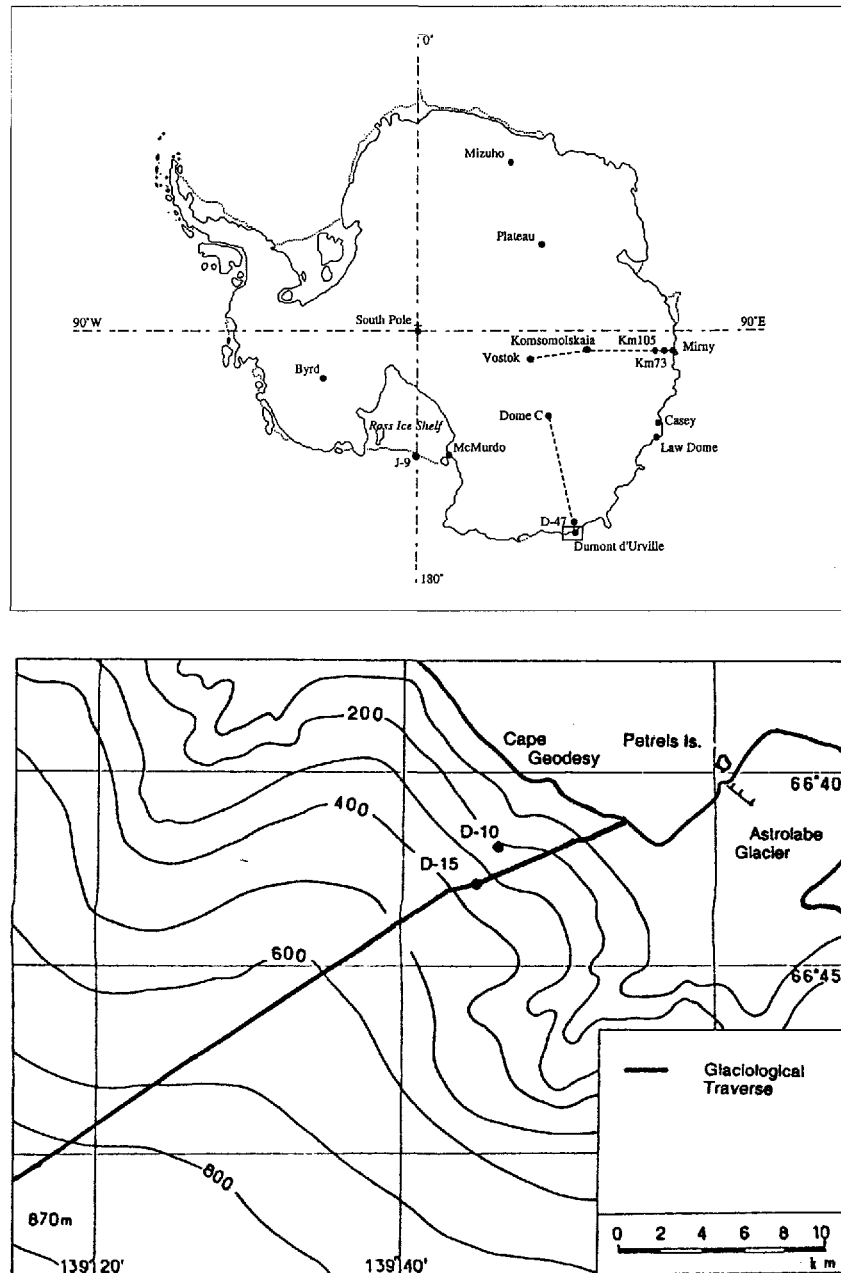 0°
Mizuho
Plateau
90°W
South Pole
90°E
Komsomolskaia
Km105
Mirny
Vostok
Km73
Byrd
Dome C
Casey
Ross Ice Shelf
McMurdo
Law Dome
J-9
D-47
Dumont d'Urville
180°
200
Cape
Geodesy
Petrels Is.
66°40
400
D-10
Astrolabe
Glacier
D-15
600
66°45
Glaciological
Traverse
800
870m
0 2 4 6 8 10
km
139°20'
139°40'